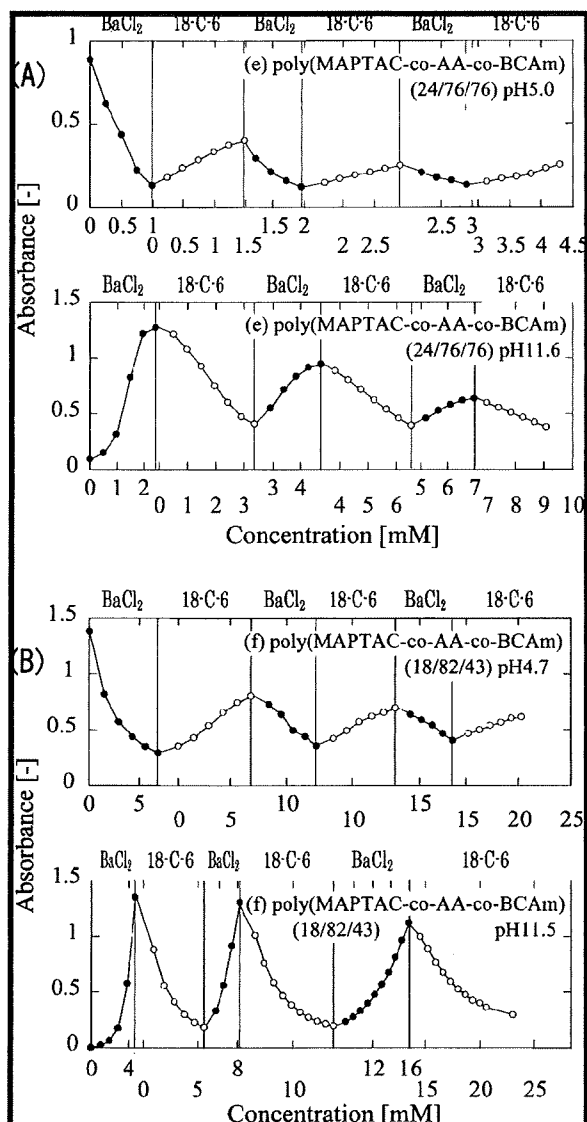 (A)
BaCl₂ 18-C-6 BaCl₂ 18-C-6 BaCl₂ 18-C-6
1
(e) poly(MAPTAC-co-AA-co-BCAm)
(24/76/76) pH5.0
0.5
0
0 0.5 1 1.5 2 2.5 3
0 0.5 1 1.5 2 2.5 3 3.5 4 4.5
Absorbance [-]
BaCl₂ 18-C-6 BaCl₂ 18-C-6 BaCl₂ 18-C-6
1.5
(e) poly(MAPTAC-co-AA-co-BCAm)
(24/76/76) pH11.6
1
0.5
0
0 1 2 3 4 5 6 7
0 1 2 3 4 5 6 7 8 9 10
Concentration [mM]
(B)
BaCl₂ 18-C-6 BaCl₂ 18-C-6 BaCl₂ 18-C-6
1.5
(f) poly(MAPTAC-co-AA-co-BCAm)
(18/82/43) pH4.7
1
0.5
0
0 5 10 15
0 5 10 15 20 25
Absorbance [-]
BaCl₂ 18-C-6 BaCl₂ 18-C-6 BaCl₂ 18-C-6
1.5
(f) poly(MAPTAC-co-AA-co-BCAm)
(18/82/43) pH11.5
1
0.5
0
0 4 8 12 16
0 5 10 15 20 25
Concentration [mM]